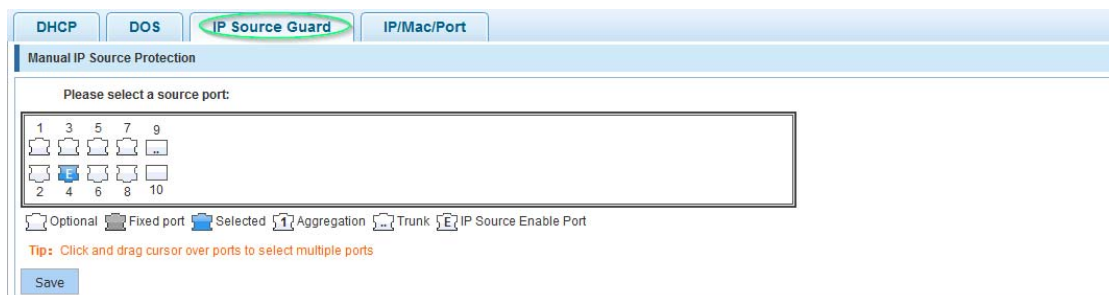 DHCP DOS IP Source Guard IP/Mac/Port
Manual IP Source Protection
Please select a source port:
1 3 5 7 9
..
E
2 4 6 8 10
Optional Fixed port Selected 1 Aggregation .. Trunk E IP Source Enable Port
Tip: Click and drag cursor over ports to select multiple ports
Save